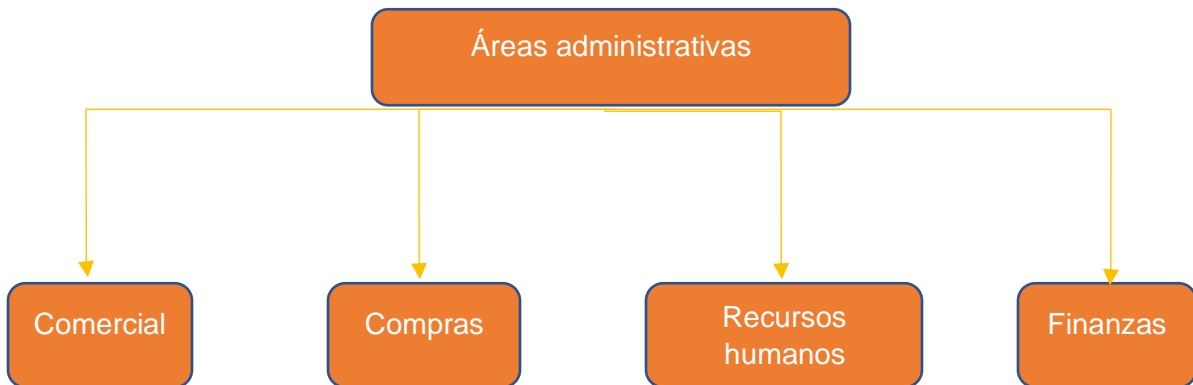 Áreas administrativas
Comercial
Compras
Recursos
humanos
Finanzas